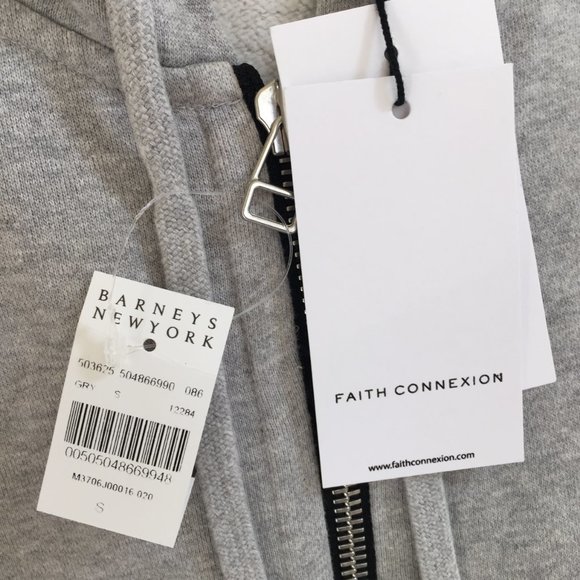 BARNEYS
NEWYORK
503625 504866990 086
GRY S 12284
00505048669948
M3706J00016-020
S
FAITH CONNEXION
www.faithconnexion.com